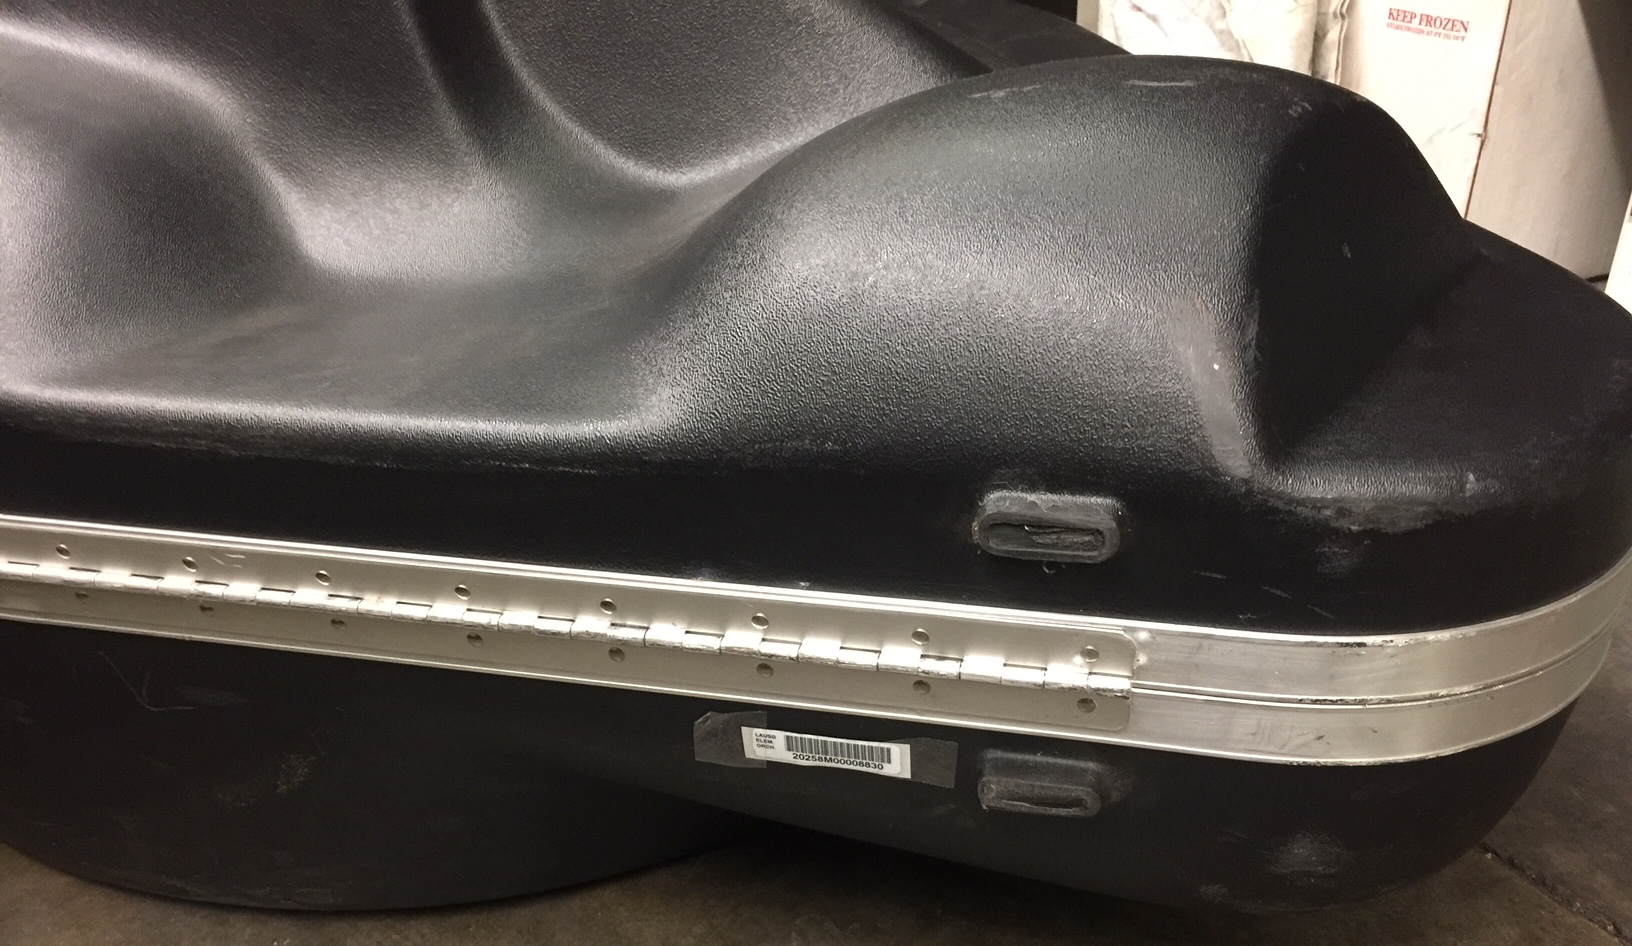 KEEP FROZEN
LAUSD
ELEM.
ORCH.
20258M00008830